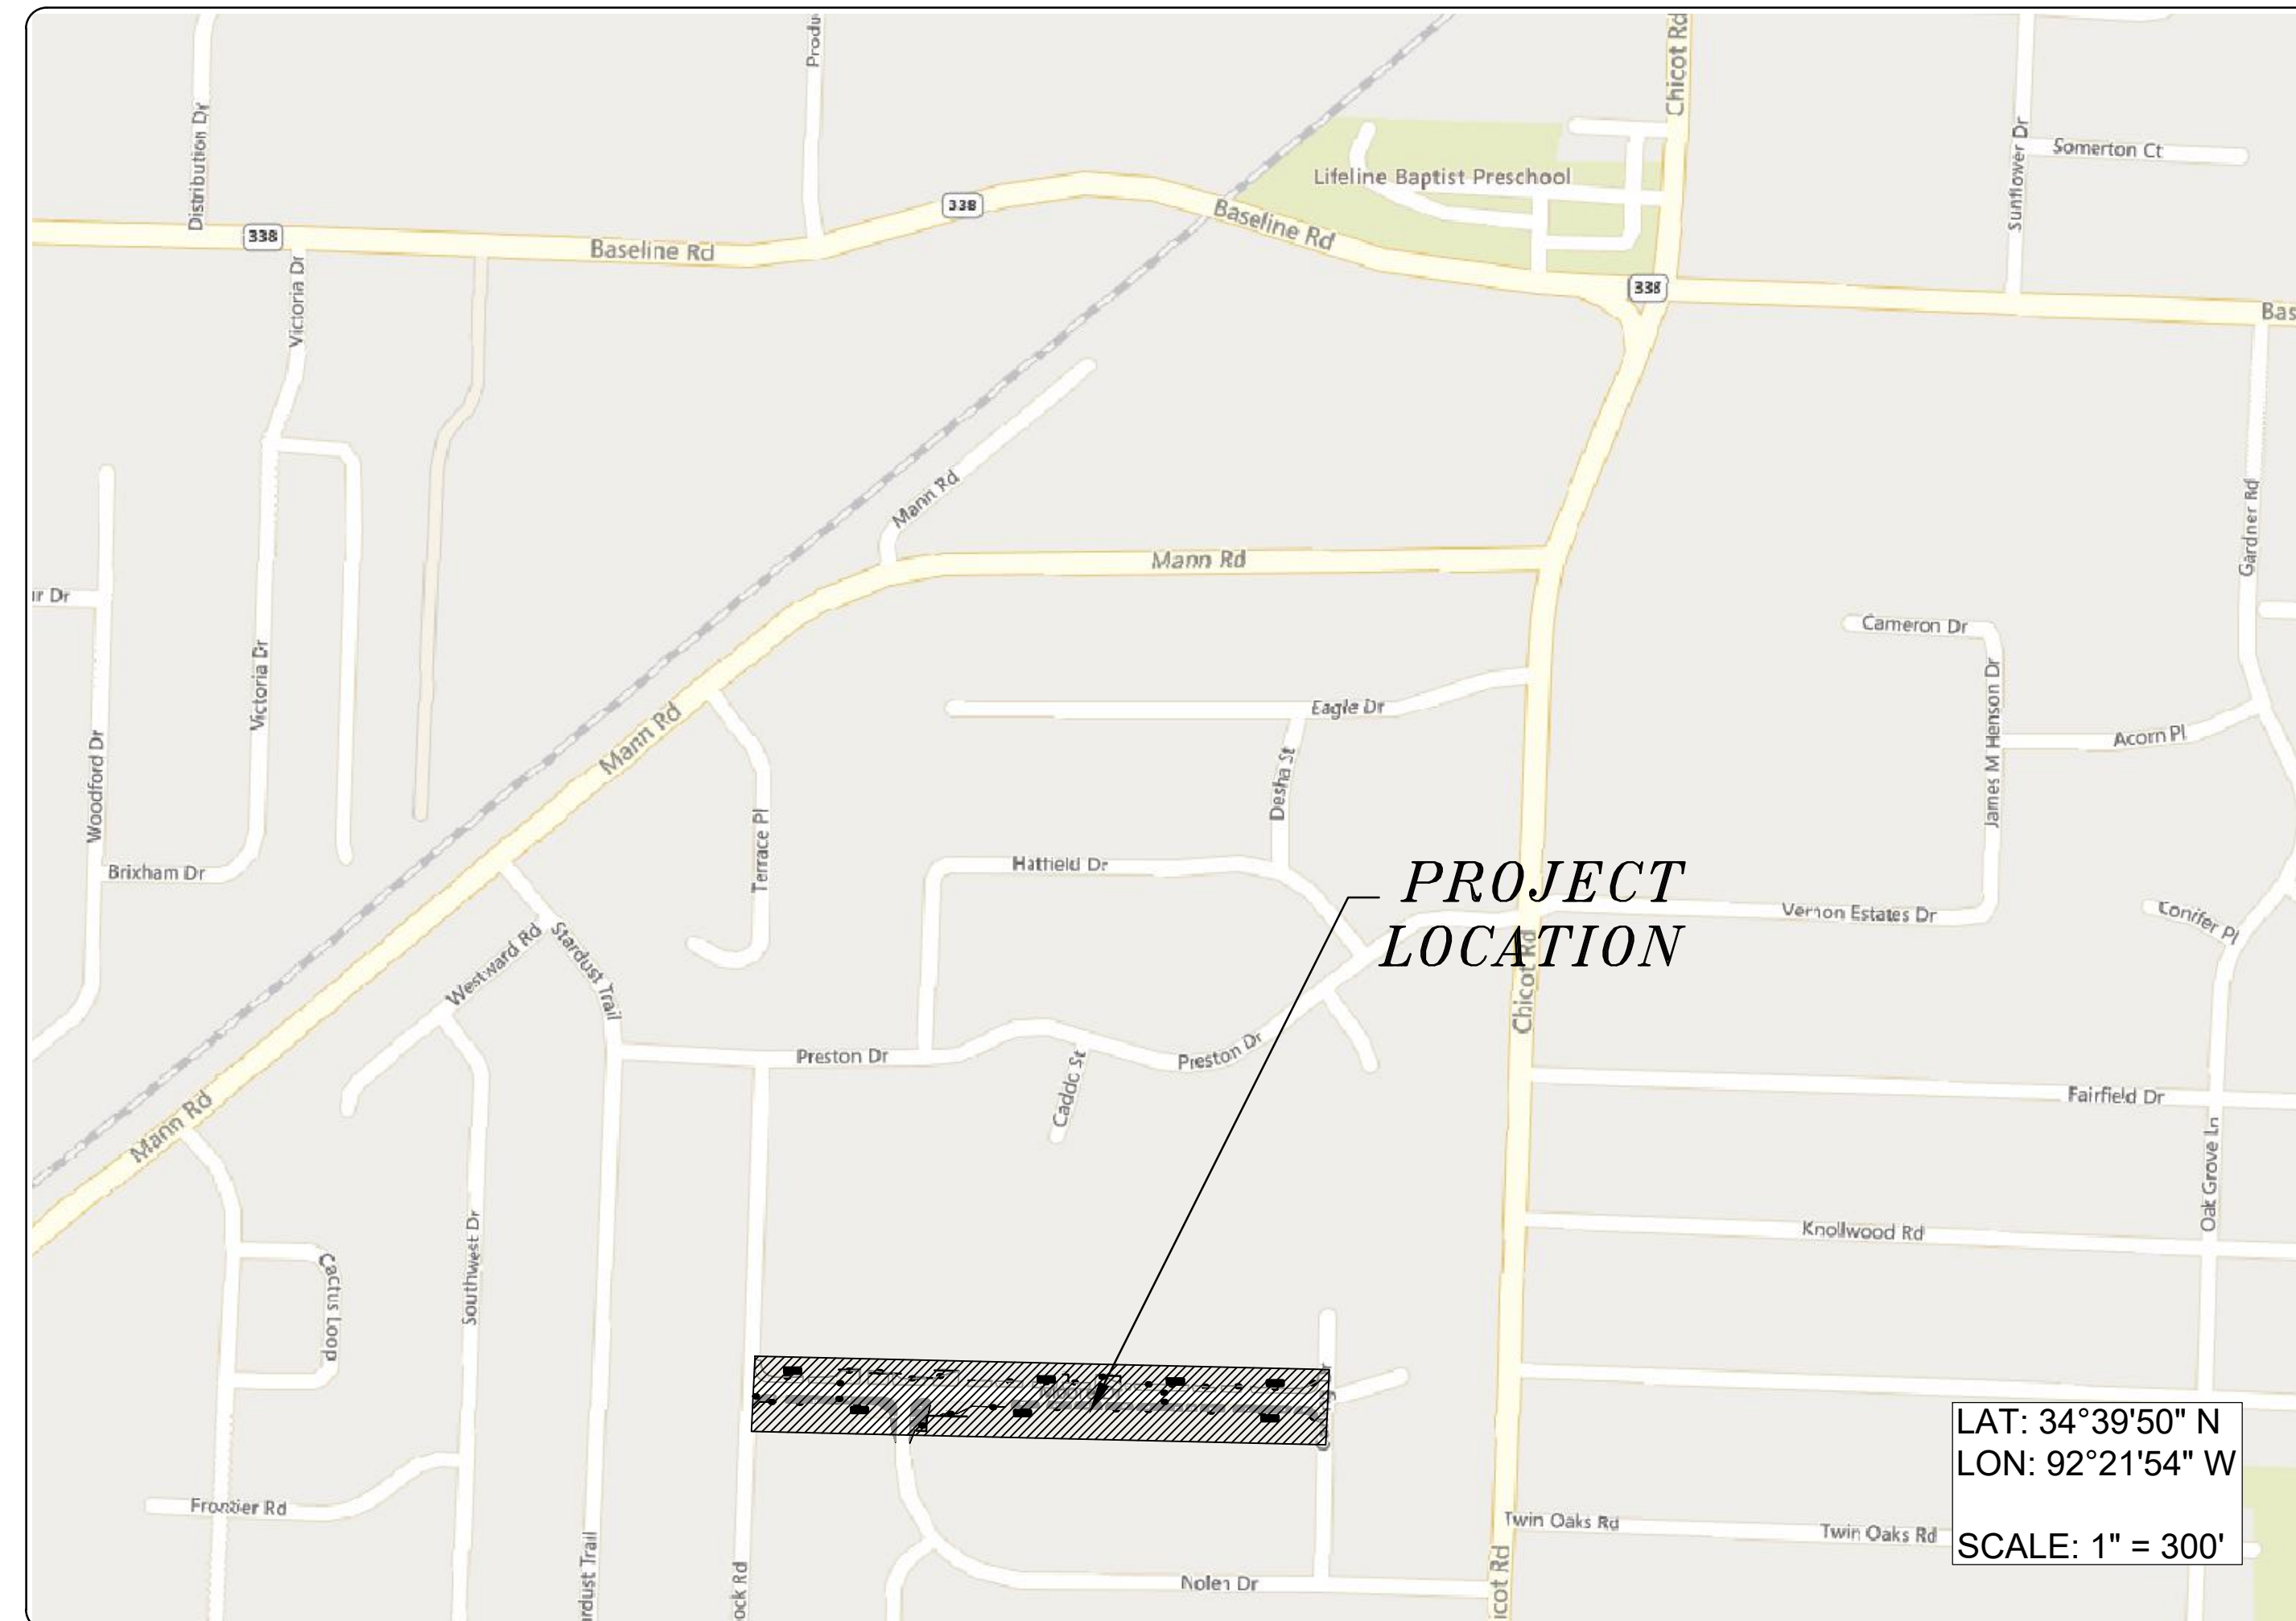 Chicot Rd
Produ
Distribution Dr
Sunflower Dr
Somerton Ct
Lifeline Baptist Preschool
338
338
Baseline Rd
Baseline Rd
338
Bas
Victoria Dr
Mann Rd
Gardner Rd
Mann Rd
ir Dr
Cameron Dr
Victoria Dr
James M Henson Dr
Eagle Dr
Mann Rd
Acorn Pl
Woodford Dr
Desha St
Terrace Pl
Hatfield Dr
Brixham Dr
PROJECT
LOCATION
Vernon Estates Dr
Conifer Pl
Westward Rd
Stardust Trail
Chicot Rd
Preston Dr
Preston Dr
Caddo St
Mann Rd
Fairfield Dr
Oak Grove Ln
Knollwood Rd
Southwest Dr
Cactus Loop
LAT: 34°39'50" N
LON: 92°21'54" W
SCALE: 1" = 300'
Frontier Rd
Twin Oaks Rd
Twin Oaks Rd
ardust Trail
ock Rd
Nolen Dr
icot Rd